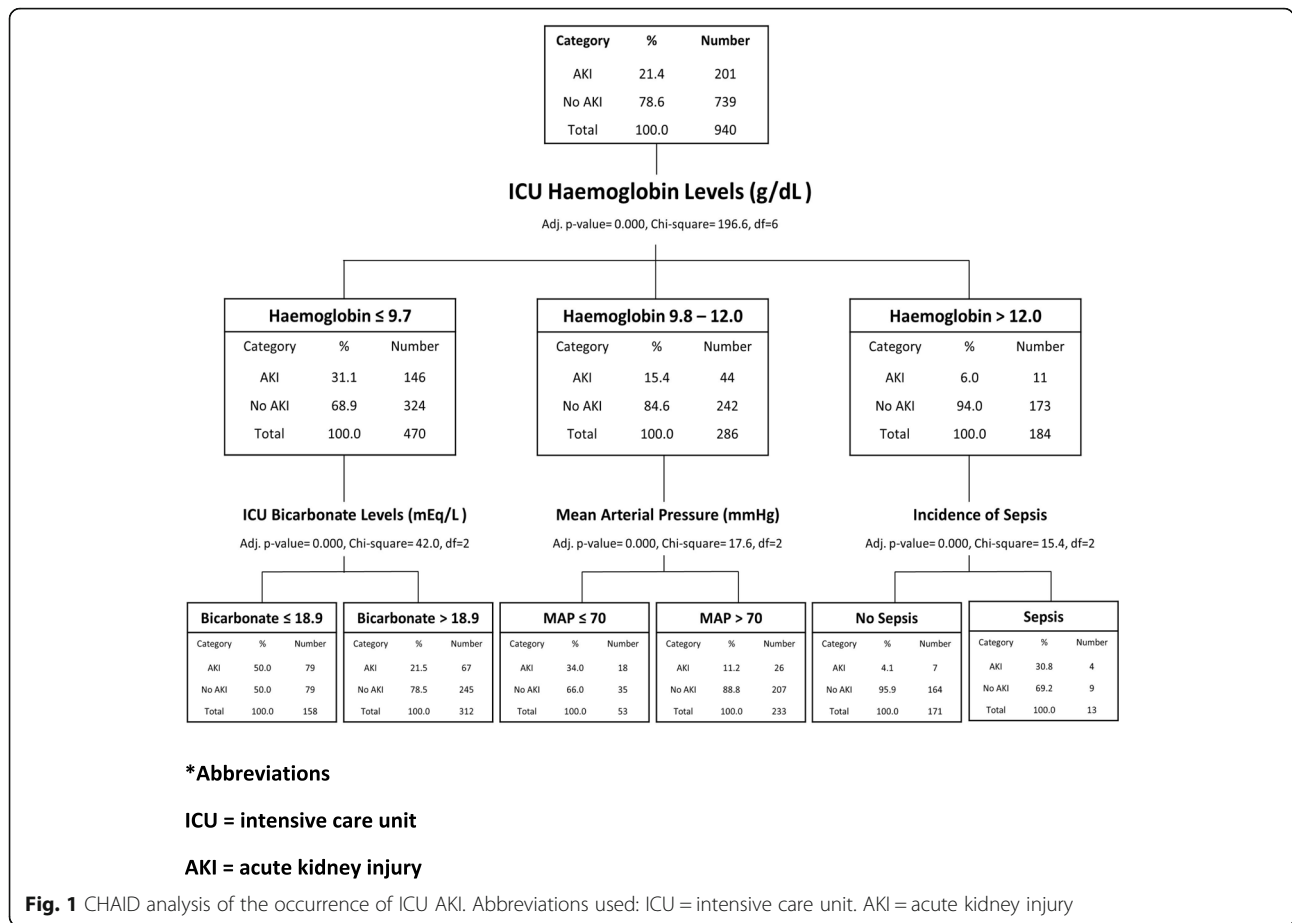 Category % Number
AKI 21.4 201
No AKI 78.6 739
Total 100.0 940
ICU Haemoglobin Levels (g/dL )
Adj. p-value= 0.000, Chi-square= 196.6, df=6
Haemoglobin ≤ 9.7
Category % Number
AKI 31.1 146
No AKI 68.9 324
Total 100.0 470
Haemoglobin 9.8 – 12.0
Category % Number
AKI 15.4 44
No AKI 84.6 242
Total 100.0 286
Haemoglobin > 12.0
Category % Number
AKI 6.0 11
No AKI 94.0 173
Total 100.0 184
ICU Bicarbonate Levels (mEq/L )
Adj. p-value= 0.000, Chi-square= 42.0, df=2
Mean Arterial Pressure (mmHg)
Adj. p-value= 0.000, Chi-square= 17.6, df=2
Incidence of Sepsis
Adj. p-value= 0.000, Chi-square= 15.4, df=2
Bicarbonate ≤ 18.9
Category % Number
AKI 50.0 79
No AKI 50.0 79
Total 100.0 158
Bicarbonate > 18.9
Category % Number
AKI 21.5 67
No AKI 78.5 245
Total 100.0 312
MAP ≤ 70
Category % Number
AKI 34.0 18
No AKI 66.0 35
Total 100.0 53
MAP > 70
Category % Number
AKI 11.2 26
No AKI 88.8 207
Total 100.0 233
No Sepsis
Category % Number
AKI 4.1 7
No AKI 95.9 164
Total 100.0 171
Sepsis
Category % Number
AKI 30.8 4
No AKI 69.2 9
Total 100.0 13
*Abbreviations
ICU = intensive care unit
AKI = acute kidney injury
Fig. 1 CHAID analysis of the occurrence of ICU AKI. Abbreviations used: ICU = intensive care unit. AKI = acute kidney injury